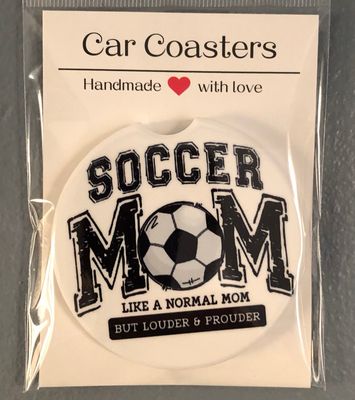 Car Coasters
Handmade ❤ with love
SOCCER
MOM
LIKE A NORMAL MOM
BUT LOUDER & PROUDER